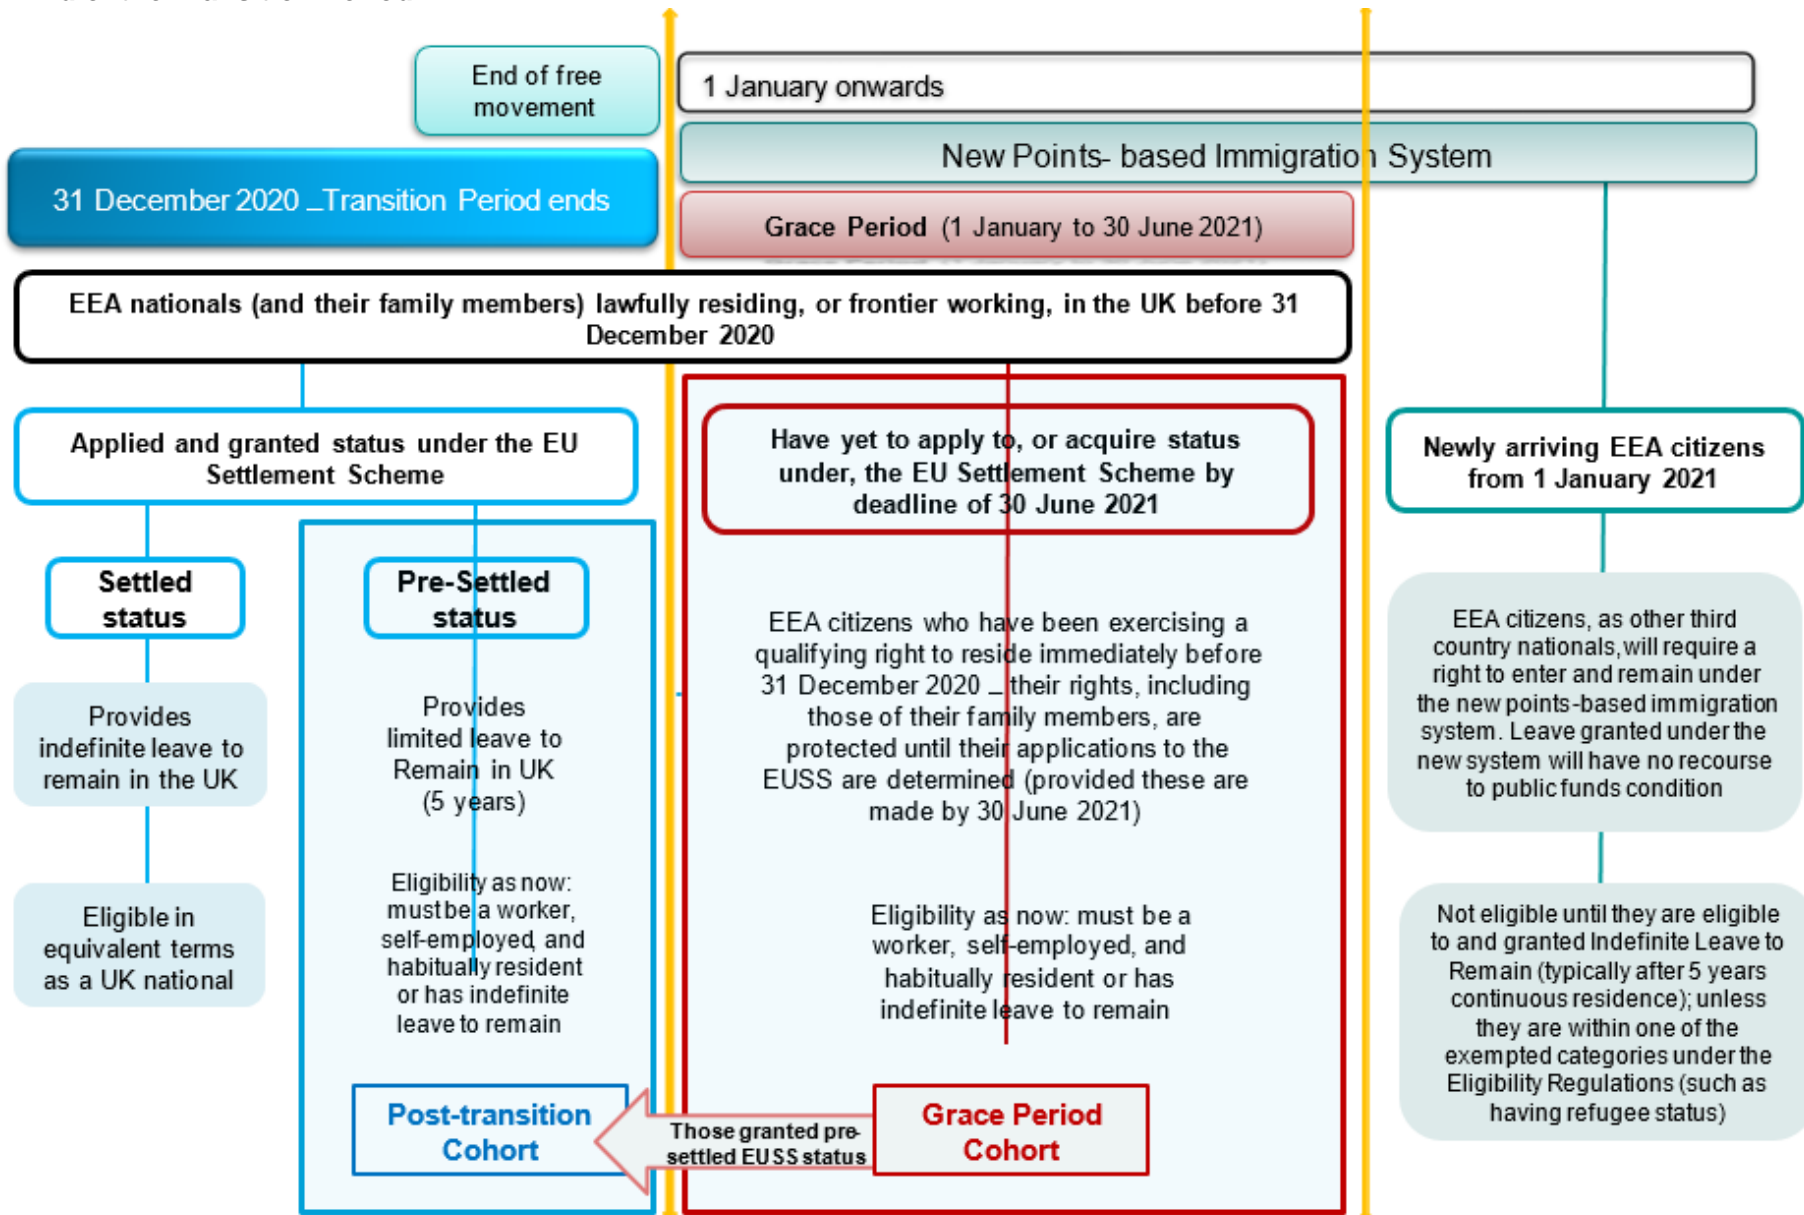 End of free
movement
1 January onwards
New Points- based Immigration System
31 December 2020 _Transition Period ends
Grace Period (1 January to 30 June 2021)
EEA nationals (and their family members) lawfully residing, or frontier working, in the UK before 31
December 2020
Applied and granted status under the EU
Settlement Scheme
Settled
status
Provides
indefinite leave to
remain in the UK
Eligible in
equivalent terms
as a UK national
Pre-Settled
status
Provides
limited leave to
Remain in UK
(5 years)
Eligibility as now:
must be a worker,
self-employed, and
habitually resident
or has indefinite
leave to remain
Post-transition
Cohort
Have yet to apply to, or acquire status
under, the EU Settlement Scheme by
deadline of 30 June 2021
EEA citizens who have been exercising a
qualifying right to reside immediately before
31 December 2020 _ their rights, including
those of their family members, are
protected until their applications to the
EUSS are determined (provided these are
made by 30 June 2021)
Eligibility as now: must be a
worker, self-employed, and
habitually resident or has
indefinite leave to remain
Those granted pre-
settled EUSS status
Grace Period
Cohort
Newly arriving EEA citizens
from 1 January 2021
EEA citizens, as other third
country nationals, will require a
right to enter and remain under
the new points-based immigration
system. Leave granted under the
new system will have no recourse
to public funds condition
Not eligible until they are eligible
to and granted Indefinite Leave to
Remain (typically after 5 years
continuous residence); unless
they are within one of the
exempted categories under the
Eligibility Regulations (such as
having refugee status)